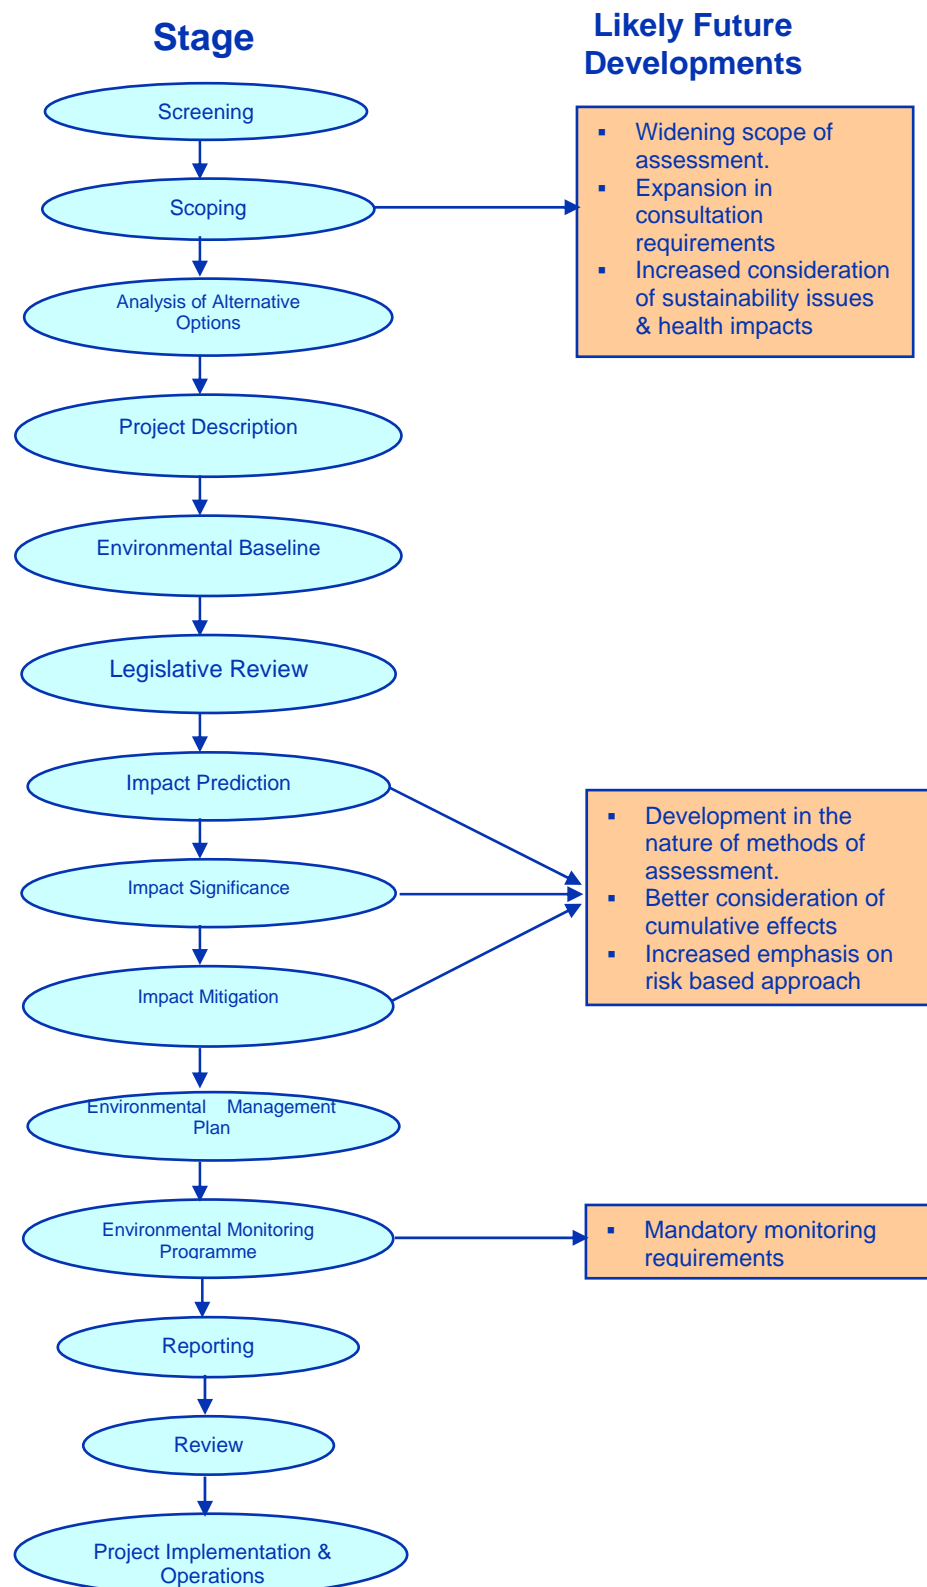 Stage
Likely Future
Developments
Screening
Scoping
▪ Widening scope of
assessment.
▪ Expansion in
consultation
requirements
▪ Increased consideration
of sustainability issues
& health impacts
Analysis of Alternative
Options
Project Description
Environmental Baseline
Legislative Review
Impact Prediction
Impact Significance
Impact Mitigation
▪ Development in the
nature of methods of
assessment.
▪ Better consideration of
cumulative effects
▪ Increased emphasis on
risk based approach
Environmental Management
Plan
Environmental Monitoring
Programme
▪ Mandatory monitoring
requirements
Reporting
Review
Project Implementation &
Operations